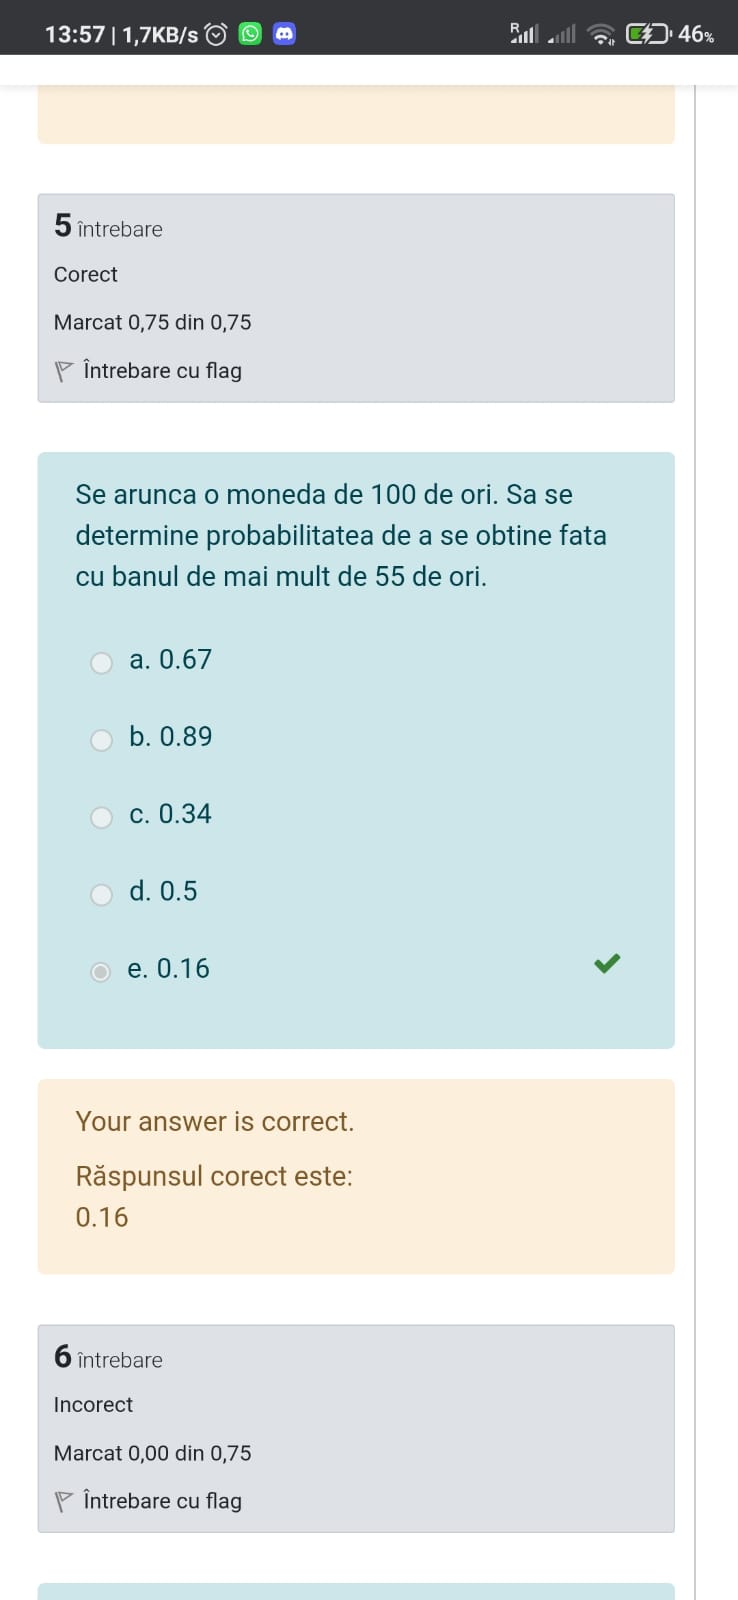 13:57 | 1,7KB/s R 46%
5 întrebare
Corect
Marcat 0,75 din 0,75
Întrebare cu flag
Se arunca o moneda de 100 de ori. Sa se
determine probabilitatea de a se obtine fata
cu banul de mai mult de 55 de ori.
a. 0.67
b. 0.89
c. 0.34
d. 0.5
e. 0.16
Your answer is correct.
Răspunsul corect este:
0.16
6 întrebare
Incorect
Marcat 0,00 din 0,75
Întrebare cu flag